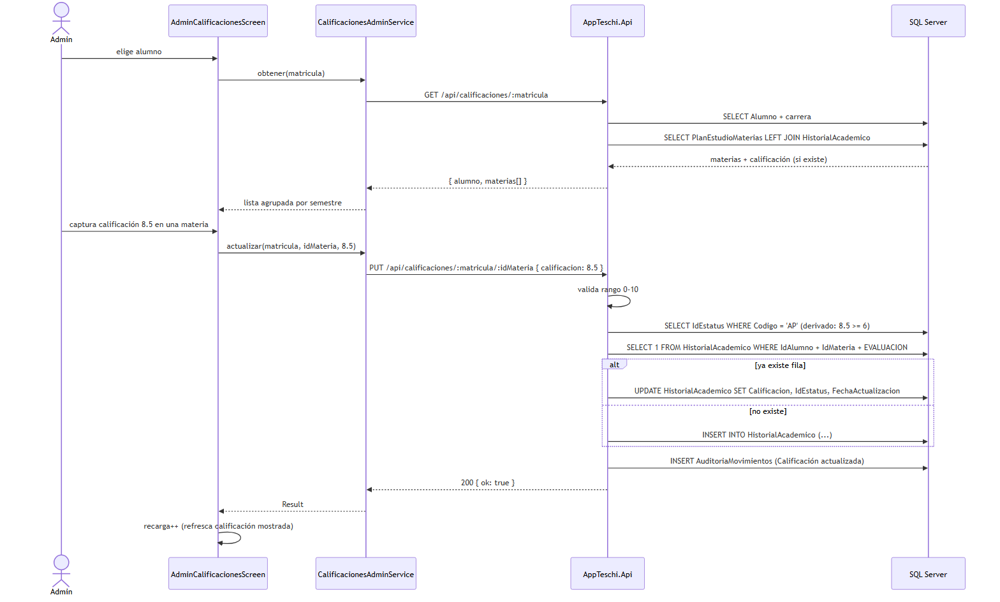 Admin
AdminCalificacionesScreen
CalificacionesAdminService
AppTeschi.Api
SQL Server
elige alumno
obtener(matricula)
GET /api/calificaciones/:matricula
SELECT Alumno + carrera
SELECT PlanEstudioMaterias LEFT JOIN HistorialAcademico
materias + calificación (si existe)
{ alumno, materias[] }
lista agrupada por semestre
captura calificación 8.5 en una materia
actualizar(matricula, idMateria, 8.5)
PUT /api/calificaciones/:matricula/:idMateria { calificacion: 8.5 }
valida rango 0-10
SELECT IdEstatus WHERE Codigo = 'AP' (derivado: 8.5 >= 6)
SELECT 1 FROM HistorialAcademico WHERE IdAlumno + IdMateria + EVALUACION
alt
[ya existe fila]
UPDATE HistorialAcademico SET Calificacion, IdEstatus, FechaActualizacion
[no existe]
INSERT INTO HistorialAcademico (...)
INSERT AuditoriaMovimientos (Calificación actualizada)
200 { ok: true }
Result
recarga++ (refresca calificación mostrada)
Admin
AdminCalificacionesScreen
CalificacionesAdminService
AppTeschi.Api
SQL Server